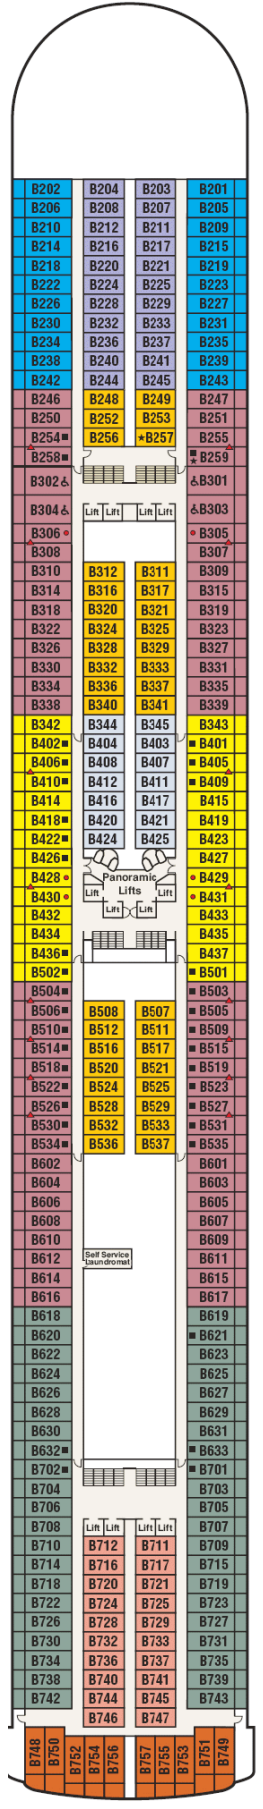 B202 B204 B203 B201
B206 B208 B207 B205
B210 B212 B211 B209
B214 B216 B217 B215
B218 B220 B221 B219
B222 B224 B225 B223
B226 B228 B229 B227
B230 B232 B233 B231
B234 B236 B237 B235
B238 B240 B241 B239
B242 B244 B245 B243
B246 B248 B249 B247
B250 B252 B253 B251
B254 B256 B257 B255
B258 B259
B302 B301
B304 Lift Lift Lift Lift B303
B306 B305
B308 B307
B310 B312 B311 B309
B314 B316 B317 B315
B318 B320 B321 B319
B322 B324 B325 B323
B326 B328 B329 B327
B330 B332 B333 B331
B334 B336 B337 B335
B338 B340 B341 B339
B342 B344 B345 B343
B402 B404 B403 B401
B406 B408 B407 B405
B410 B412 B411 B409
B414 B416 B417 B415
B418 B420 B421 B419
B422 B424 B425 B423
B426 B427
B428 Panoramic B429
B430 Lift Lifts Lift B431
B432 Lift Lift B433
B434 B435
B436 B437
B502 B501
B504 B503
B506 B508 B507 B505
B510 B512 B511 B509
B514 B516 B517 B515
B518 B520 B521 B519
B522 B524 B525 B523
B526 B528 B529 B527
B530 B532 B533 B531
B534 B536 B537 B535
B602 B601
B604 B603
B606 B605
B608 B607
B610 B609
B612 Self Service B611
Laundromat
B614 B615
B616 B617
B618 B619
B620 B621
B622 B623
B624 B625
B626 B627
B628 B629
B630 B631
B632 B633
B702 B701
B704 B703
B706 B705
B708 Lift Lift Lift Lift B707
B710 B712 B711 B709
B714 B716 B717 B715
B718 B720 B721 B719
B722 B724 B725 B723
B726 B728 B729 B727
B730 B732 B733 B731
B734 B736 B737 B735
B738 B740 B741 B739
B742 B744 B745 B743
B746 B747
B748 B750 B752 B754 B756 B757 B755 B753 B751 B749